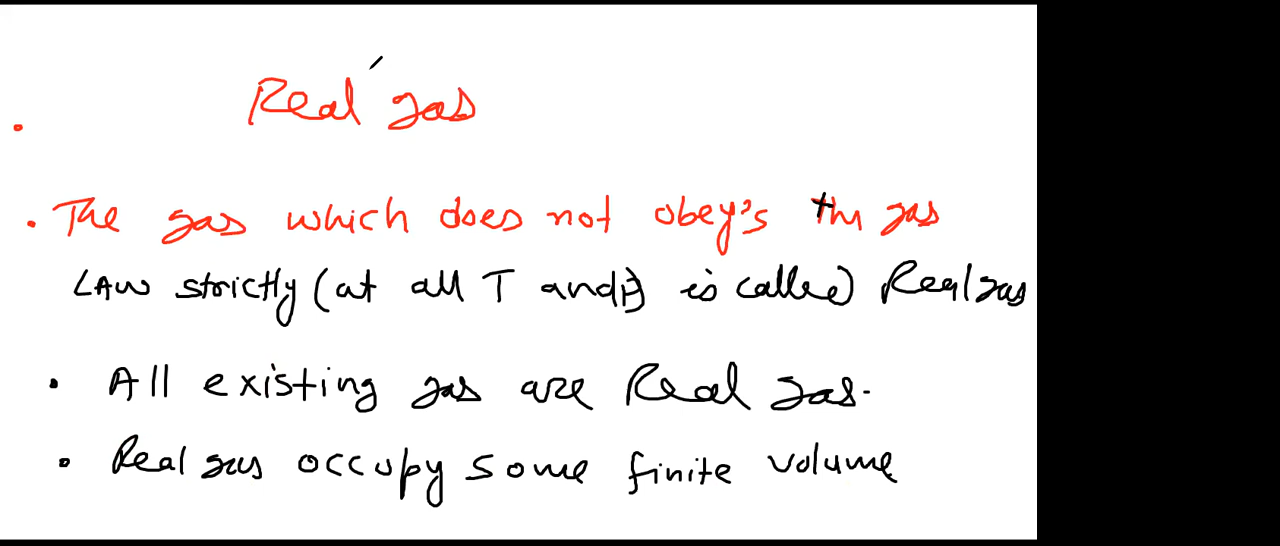 Real gas
. The gas which does not obey's the gas
LAW strictly (at all T and P) is called Real gas
. All existing gas are Real gas.
. Real gas occupy some finite volume